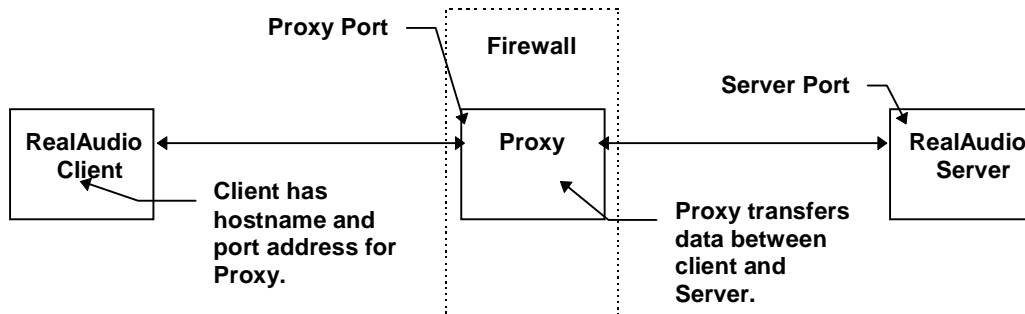 Proxy Port
Firewall
Server Port
RealAudio
Client
Proxy
RealAudio
Server
Client has
hostname and
port address for
Proxy.
Proxy transfers
data between
client and
Server.